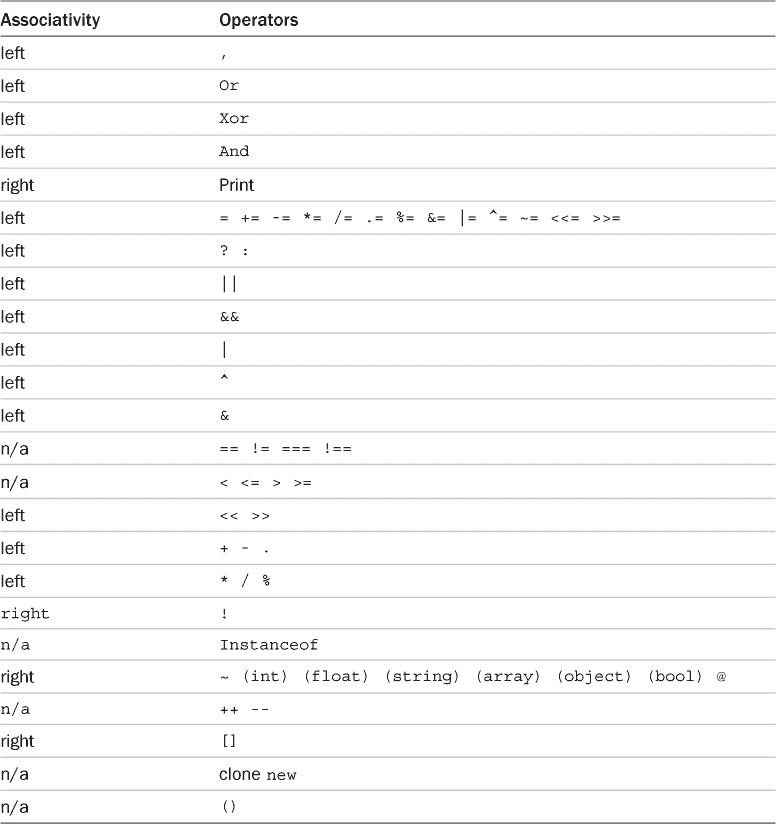 Associativity Operators
left ,
left Or
left Xor
left And
right Print
left = += -= *= /= .= %= &= |= ^= ~= <<= >>=
left ? :
left ||
left &&
left |
left ^
left &
n/a == != === !==
n/a < <= > >=
left << >>
left + - .
left * / %
right !
n/a Instanceof
right ~ (int) (float) (string) (array) (object) (bool) @
n/a ++ --
right []
n/a clone new
n/a ()